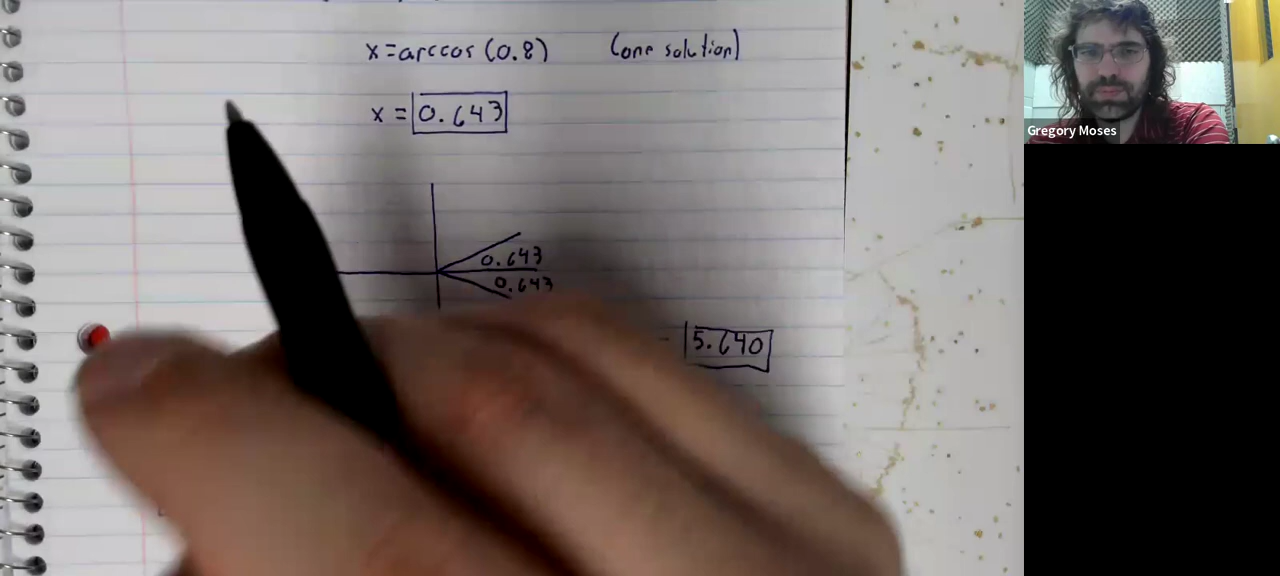 x = arccos (0.8) (one solution)
x = 0.643
0.643
0.643
5.640
Gregory Moses